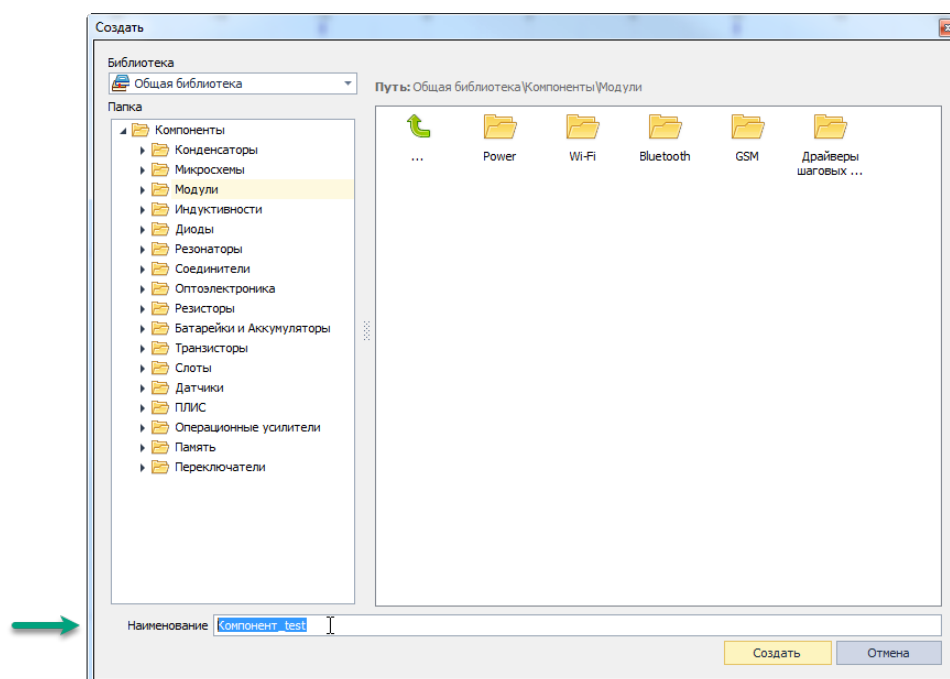 Создать
Библиотека
Общая библиотека
Путь: Общая библиотека\Компоненты\Модули
Папка
Компоненты
Конденсаторы
Микросхемы
Модули
Индуктивности
Диоды
Резонаторы
Соединители
Оптоэлектроника
Резисторы
Батарейки и Аккумуляторы
Транзисторы
Слоты
Датчики
ПЛИС
Операционные усилители
Память
Переключатели
...
Power
Wi-Fi
Bluetooth
GSM
Драйверы
шаговых ...
Наименование Компонент_test
Создать
Отмена